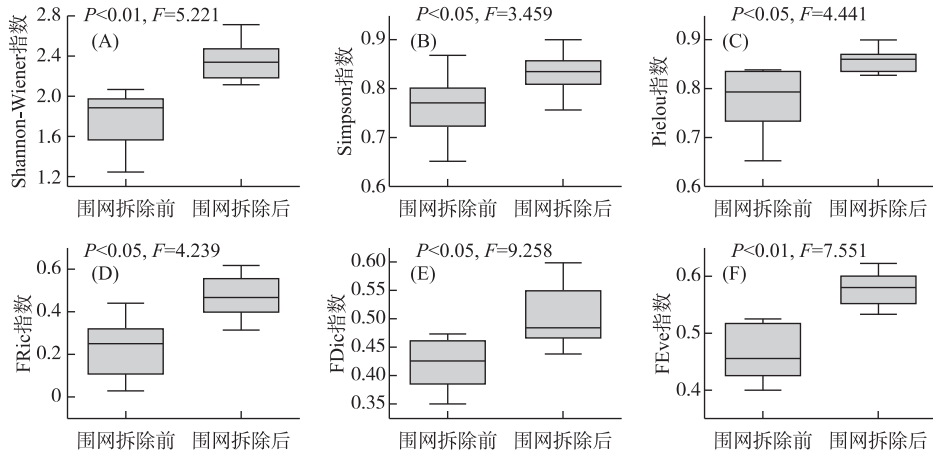 P<0.01, F=5.221
(A)
Shannon-Wiener指数
2.8
2.4
2.0
1.6
1.2
围网拆除前
围网拆除后
P<0.05, F=3.459
(B)
Simpson指数
0.9
0.8
0.7
0.6
围网拆除前
围网拆除后
P<0.05, F=4.441
(C)
Pielou指数
0.9
0.8
0.7
0.6
围网拆除前
围网拆除后
P<0.05, F=4.239
(D)
FRic指数
0.6
0.4
0.2
0
围网拆除前
围网拆除后
P<0.05, F=9.258
(E)
FDic指数
0.60
0.55
0.50
0.45
0.40
0.35
围网拆除前
围网拆除后
P<0.01, F=7.551
(F)
FEve指数
0.6
0.5
0.4
围网拆除前
围网拆除后